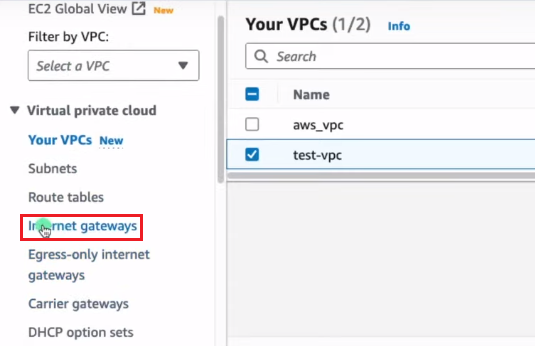 EC2 Global View New
Filter by VPC:
Select a VPC
Virtual private cloud
Your VPCs New
Subnets
Route tables
Internet gateways
Egress-only internet
gateways
Carrier gateways
DHCP option sets
Your VPCs (1/2) Info
Search
Name
aws_vpc
test-vpc